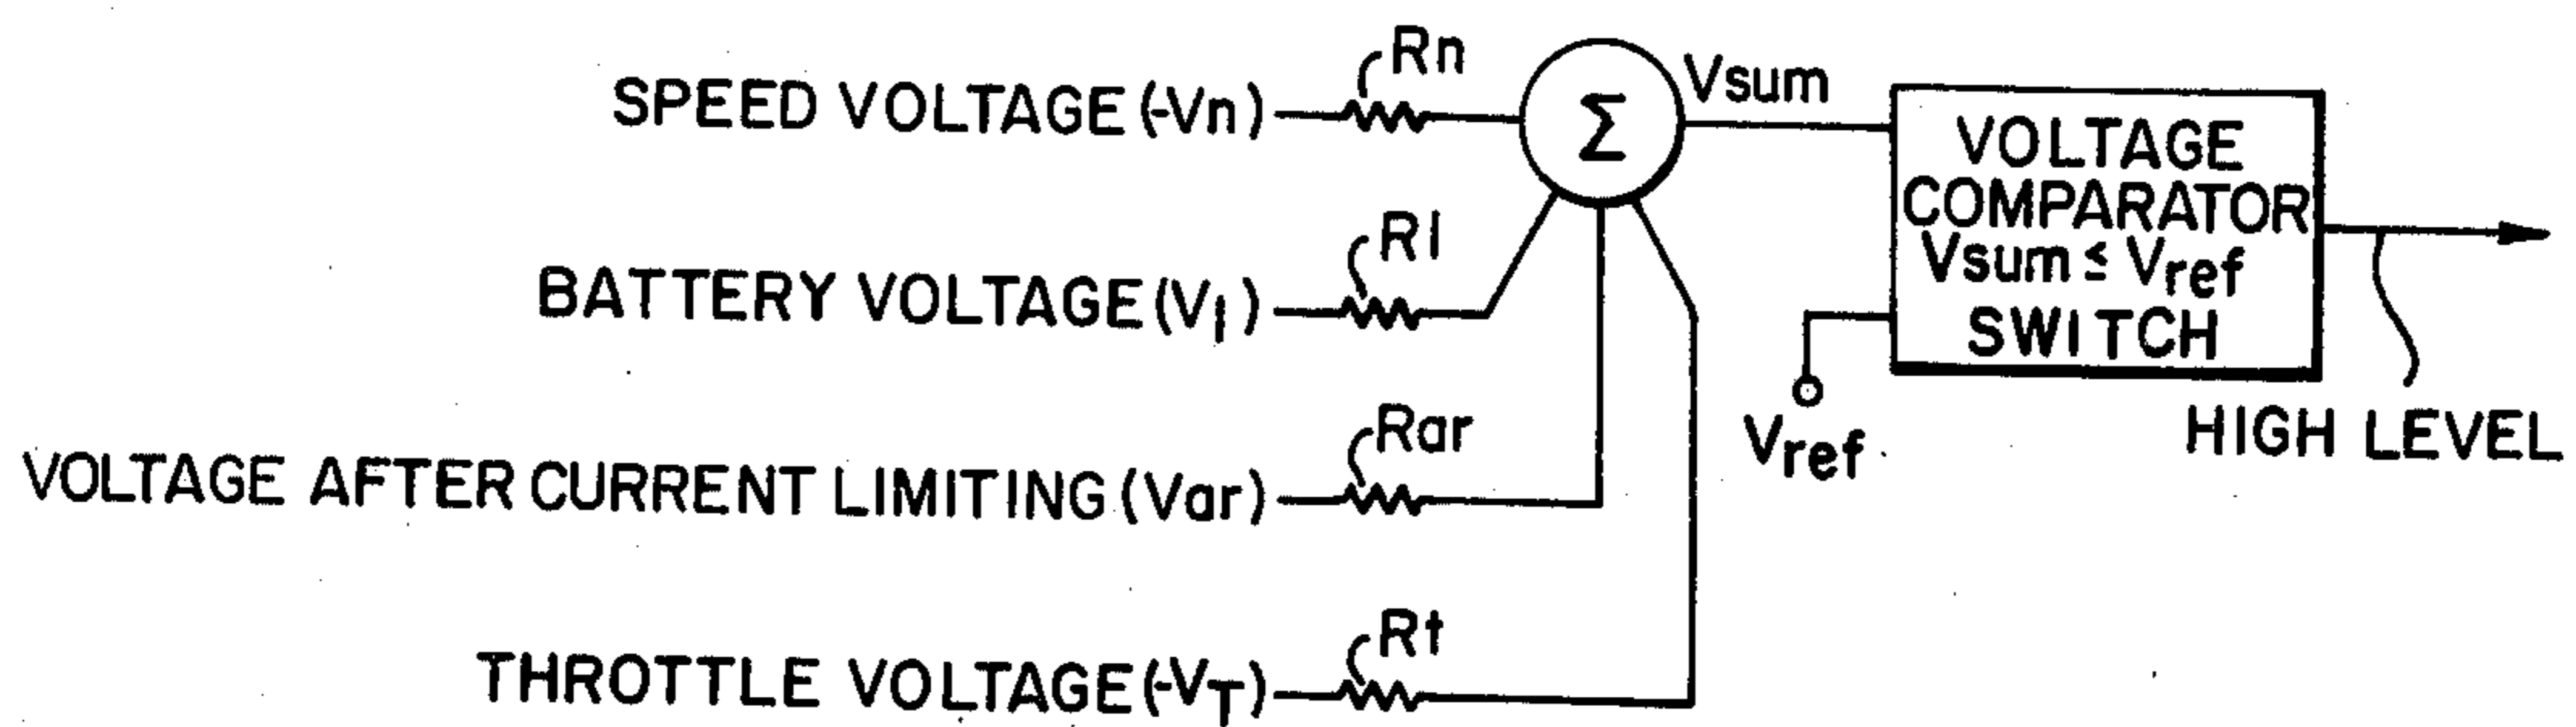 Rn
SPEED VOLTAGE (-Vn)
Σ
Vsum
VOLTAGE
COMPARATOR
Vsum ≤ Vref
SWITCH
Rl
BATTERY VOLTAGE (Vl)
Vref
HIGH LEVEL
Rar
VOLTAGE AFTER CURRENT LIMITING (Var)
Rt
THROTTLE VOLTAGE (-VT)